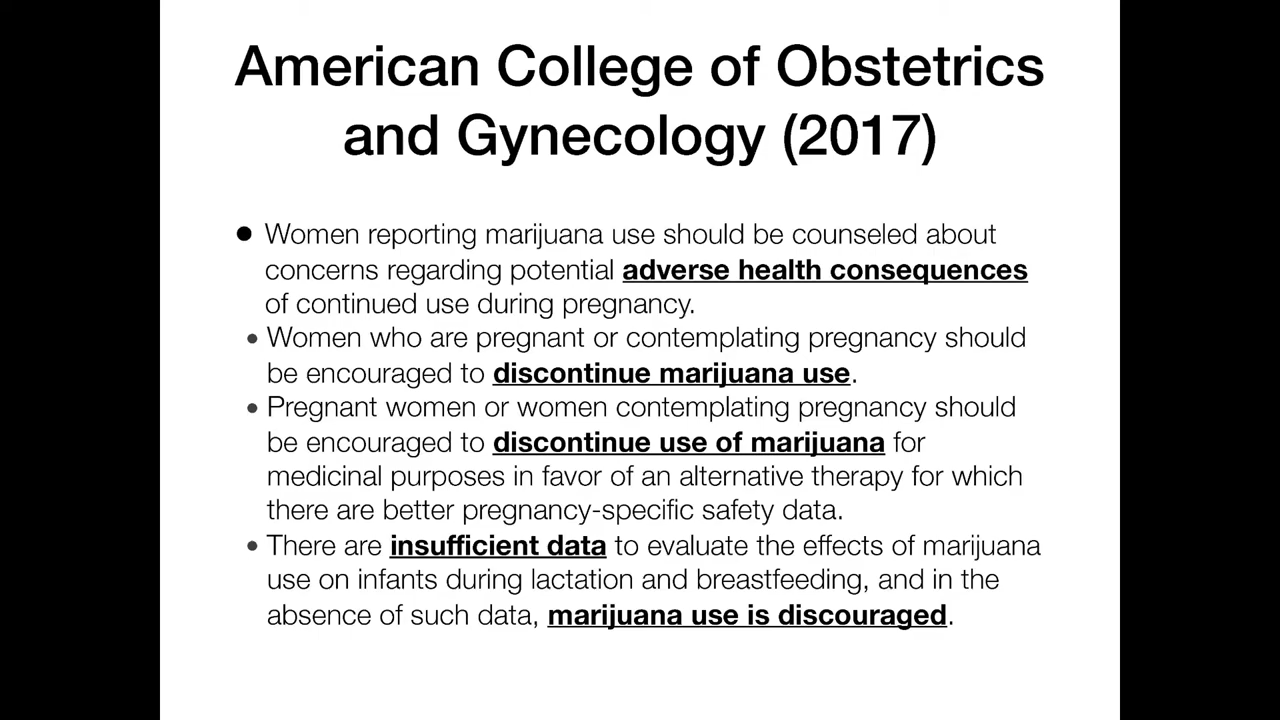 American College of Obstetrics
and Gynecology (2017)
• Women reporting marijuana use should be counseled about
concerns regarding potential adverse health consequences
of continued use during pregnancy.
• Women who are pregnant or contemplating pregnancy should
be encouraged to discontinue marijuana use.
• Pregnant women or women contemplating pregnancy should
be encouraged to discontinue use of marijuana for
medicinal purposes in favor of an alternative therapy for which
there are better pregnancy-specific safety data.
• There are insufficient data to evaluate the effects of marijuana
use on infants during lactation and breastfeeding, and in the
absence of such data, marijuana use is discouraged.